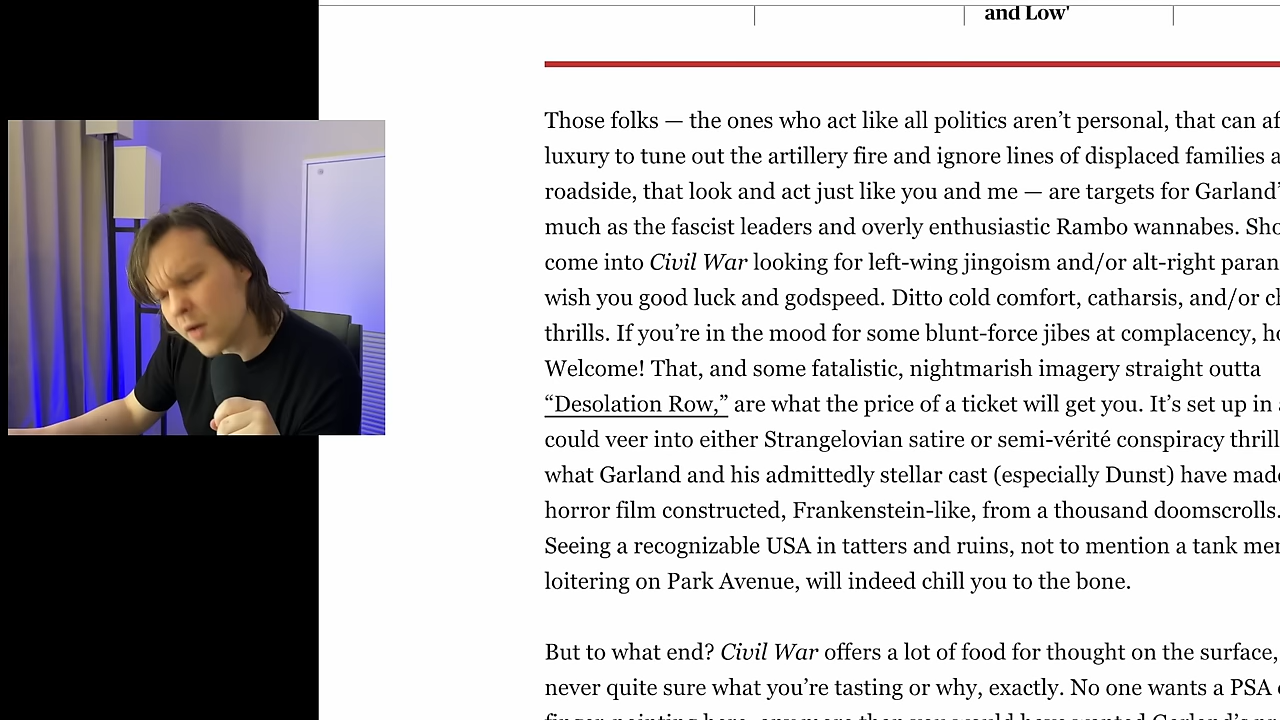 and Low'
Those folks — the ones who act like all politics aren’t personal, that can
luxury to tune out the artillery fire and ignore lines of displaced families
roadside, that look and act just like you and me — are targets for Garland’
much as the fascist leaders and overly enthusiastic Rambo wannabes.
come into Civil War looking for left-wing jingoism and/or alt-right
wish you good luck and godspeed. Ditto cold comfort, catharsis, and/or
thrills. If you’re in the mood for some blunt-force jibes at complacency,
Welcome! That, and some fatalistic, nightmarish imagery straight outta
“Desolation Row,” are what the price of a ticket will get you. It’s set up in
could veer into either Strangelovian satire or semi-vérité conspiracy
what Garland and his admittedly stellar cast (especially Dunst) have
horror film constructed, Frankenstein-like, from a thousand doomscrolls.
Seeing a recognizable USA in tatters and ruins, not to mention a tank
loitering on Park Avenue, will indeed chill you to the bone.
But to what end? Civil War offers a lot of food for thought on the surface,
never quite sure what you’re tasting or why, exactly. No one wants a PSA